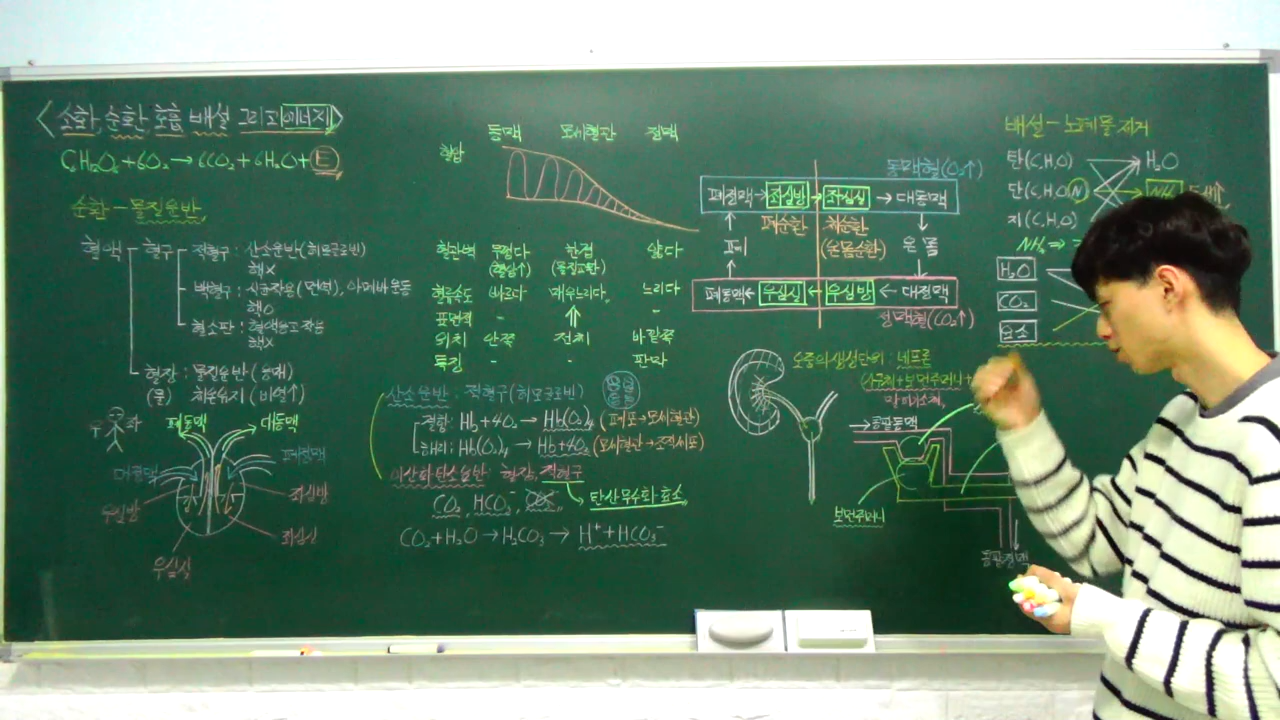 <소화, 순환, 호흡, 배설 그리고 에너지>
C₆H₁₂O₆+6O₂→6CO₂+6H₂O+Ⓔ
순환-물질운반
혈액 혈구 적혈구: 산소운반(헤모글로빈)
핵X
백혈구: 식균작용(면역), 아메바운동
핵O
혈소판: 혈액응고작용
핵X
혈장: 물질운반(용해)
(물) 체온유지(비열↑)
우 좌
폐동맥 대동맥
대정맥 폐정맥
우심방 좌심방
좌심실
우심실
동맥 모세혈관 정맥
혈압
혈관벽 두껍다 한겹 얇다
(혈압↑) (물질교환)
혈류속도 빠르다 매우느리다 느리다
표면적 - ⇑ -
위치 안쪽 전체 바깥쪽
특징 - - 판막
산소운반: 적혈구(헤모글로빈)
결합: Hb+4O₂→Hb(O₂)₄(폐포→모세혈관)
해리: Hb(O₂)₄→Hb+4O₂(모세혈관→조직세포)
이산화탄소운반: 혈장, 적혈구
탄산무수화효소
CO₂, HCO₃⁻
CO₂+H₂O→H₂CO₃→H⁺+HCO₃⁻
동맥혈(O₂↑)
폐정맥→좌심방→좌심실→대동맥
폐순환 체순환
(온몸순환)
↑ 폐 ↑ ↓ 온몸 ↓
폐동맥←우심실←우심방←대정맥
정맥혈(CO₂↑)
오줌의 생성단위: 네프론
보먼주머니+
콩팥동맥
보먼주머니
콩팥정맥
배설-노폐물제거
탄(C,H,O) H₂O
단(C,H,O,N)
지(C,H,O)
NH₃⇒
H₂O
CO₂
요소